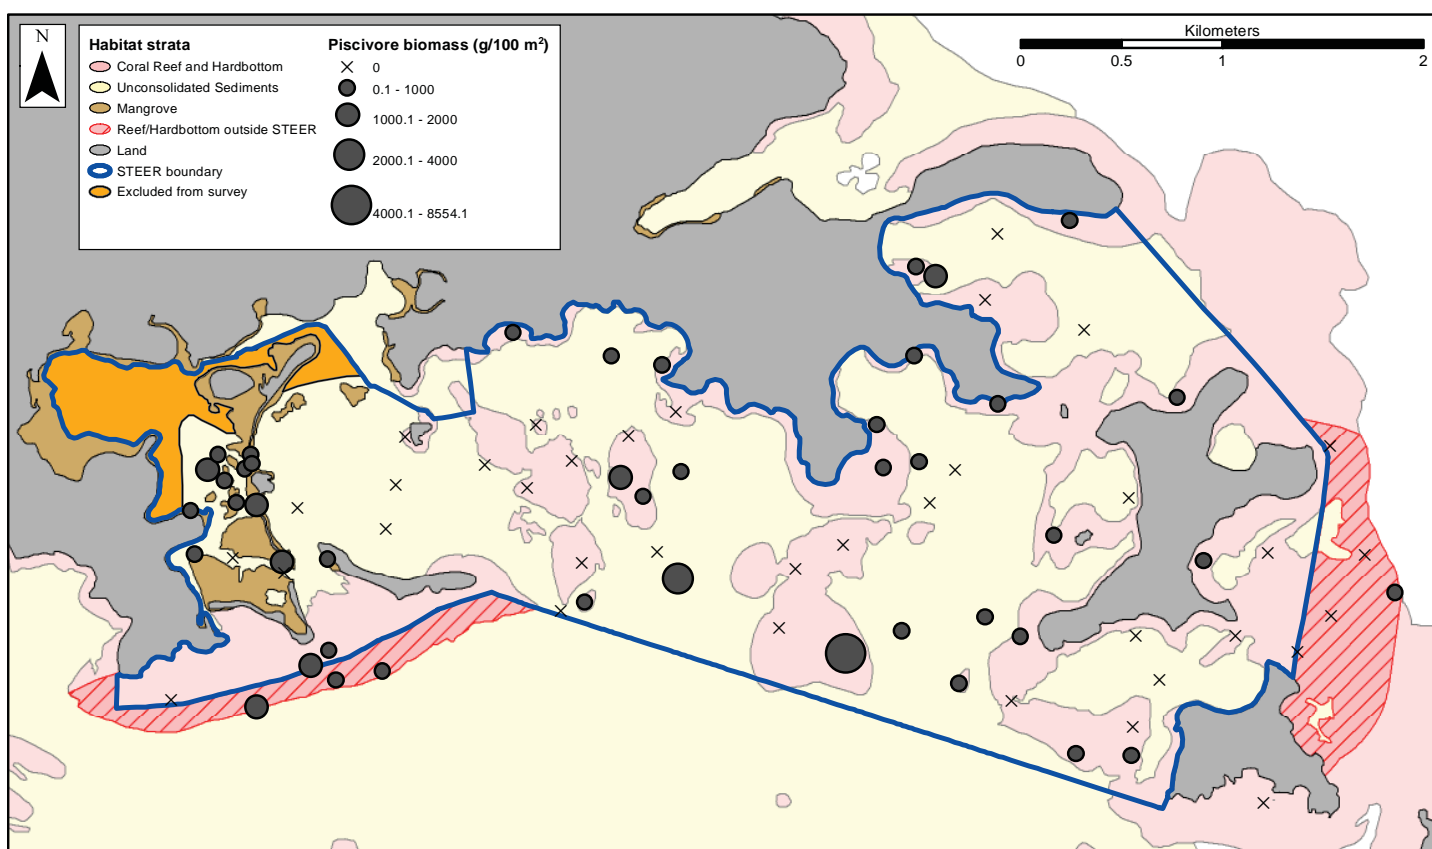 N
Habitat strata
Coral Reef and Hardbottom
Unconsolidated Sediments
Mangrove
Reef/Hardbottom outside STEER
Land
STEER boundary
Excluded from survey
Piscivore biomass (g/100 m²)
0
0.1 - 1000
1000.1 - 2000
2000.1 - 4000
4000.1 - 8554.1
Kilometers
0 0.5 1 2